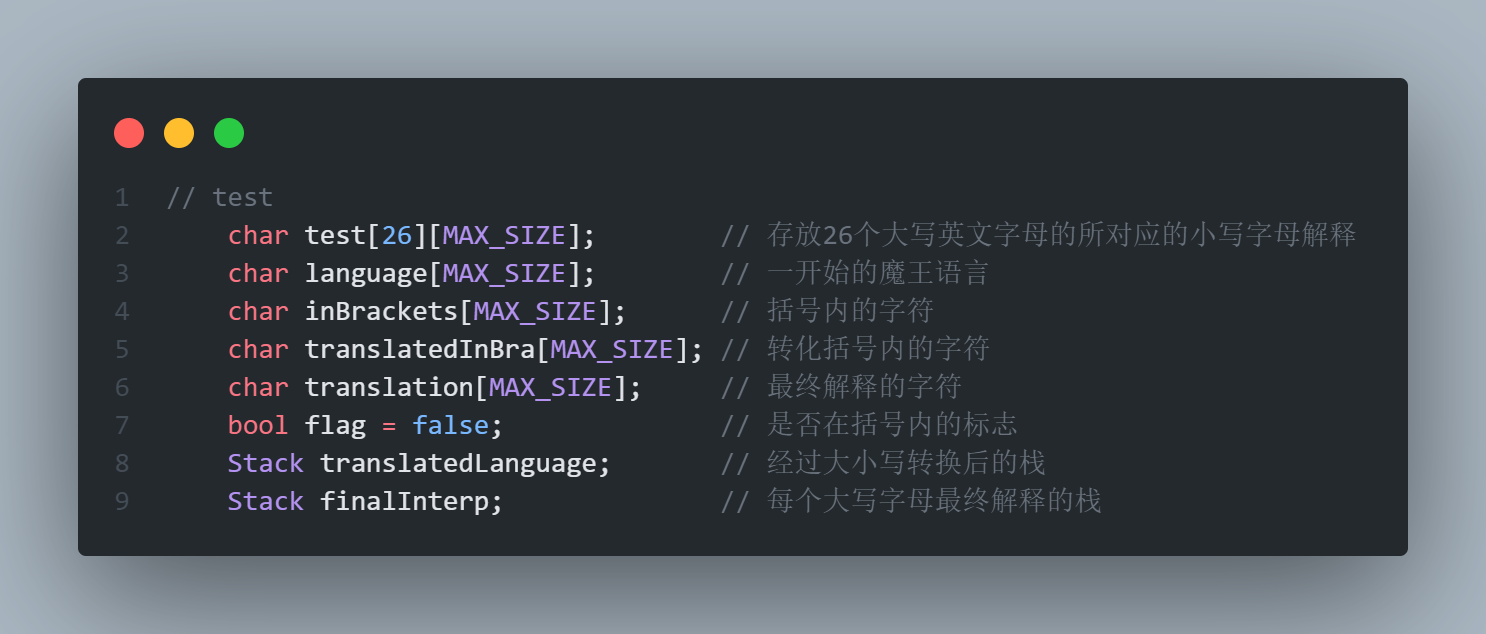 1 // test
2 char test[26][MAX_SIZE]; // 存放26个大写英文字母的所对应的小写字母解释
3 char language[MAX_SIZE]; // 一开始的魔王语言
4 char inBrackets[MAX_SIZE]; // 括号内的字符
5 char translatedInBra[MAX_SIZE]; // 转化括号内的字符
6 char translation[MAX_SIZE]; // 最终解释的字符
7 bool flag = false; // 是否在括号内的标志
8 Stack translatedLanguage; // 经过大小写转换后的栈
9 Stack finalInterp; // 每个大写字母最终解释的栈